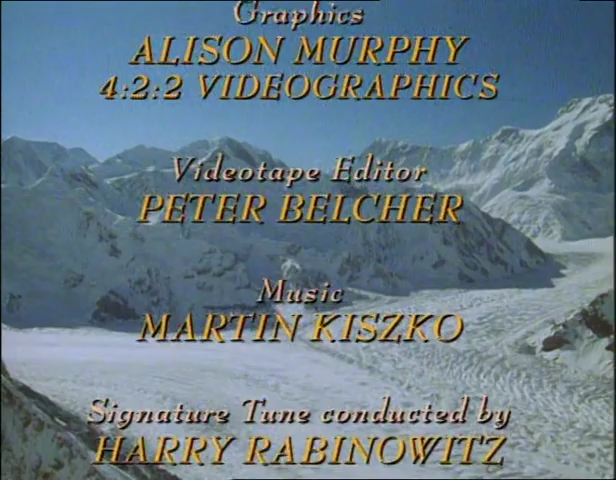 Graphics
ALISON MURPHY
4:2:2 VIDEOGRAPHICS
Videotape Editor
PETER BELCHER
Music
MARTIN KISZKO
Signature Tune conducted by
HARRY RABINOWITZ